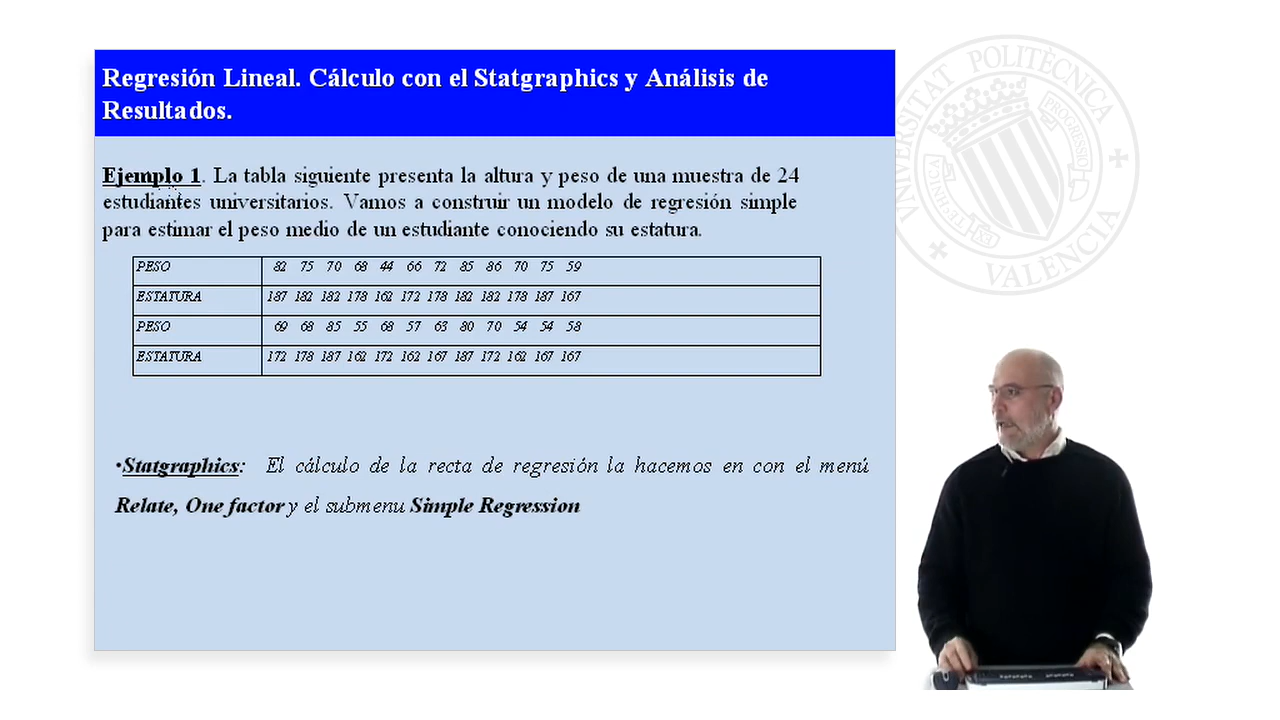 Regresión Lineal. Cálculo con el Statgraphics y Análisis de
Resultados.
Ejemplo 1. La tabla siguiente presenta la altura y peso de una muestra de 24
estudiantes universitarios. Vamos a construir un modelo de regresión simple
para estimar el peso medio de un estudiante conociendo su estatura.
PESO 82 75 70 68 44 66 72 85 86 70 75 59
ESTATURA 187 182 182 178 162 172 178 182 182 178 187 167
PESO 69 68 85 55 68 57 63 80 70 54 54 58
ESTATURA 172 178 187 162 172 162 167 187 172 162 167 167
•Statgraphics: El cálculo de la recta de regresión la hacemos en con el menú
Relate, One factor y el submenu Simple Regression
UNIVERSITAT POLITÈCNICA
VALÈNCIA